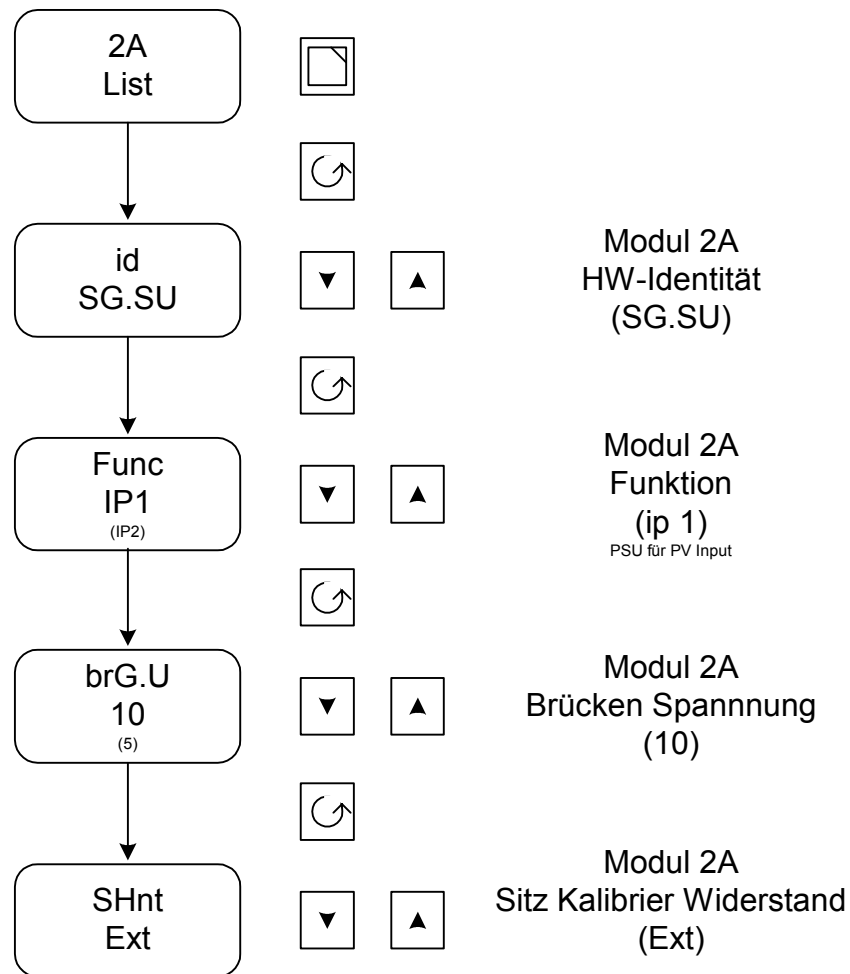 2A
List
id
SG.SU
Modul 2A
HW-Identität
(SG.SU)
Func
IP1
(IP2)
Modul 2A
Funktion
(ip 1)
PSU für PV Input
brG.U
10
(5)
Modul 2A
Brücken Spannnung
(10)
SHnt
Ext
Modul 2A
Sitz Kalibrier Widerstand
(Ext)